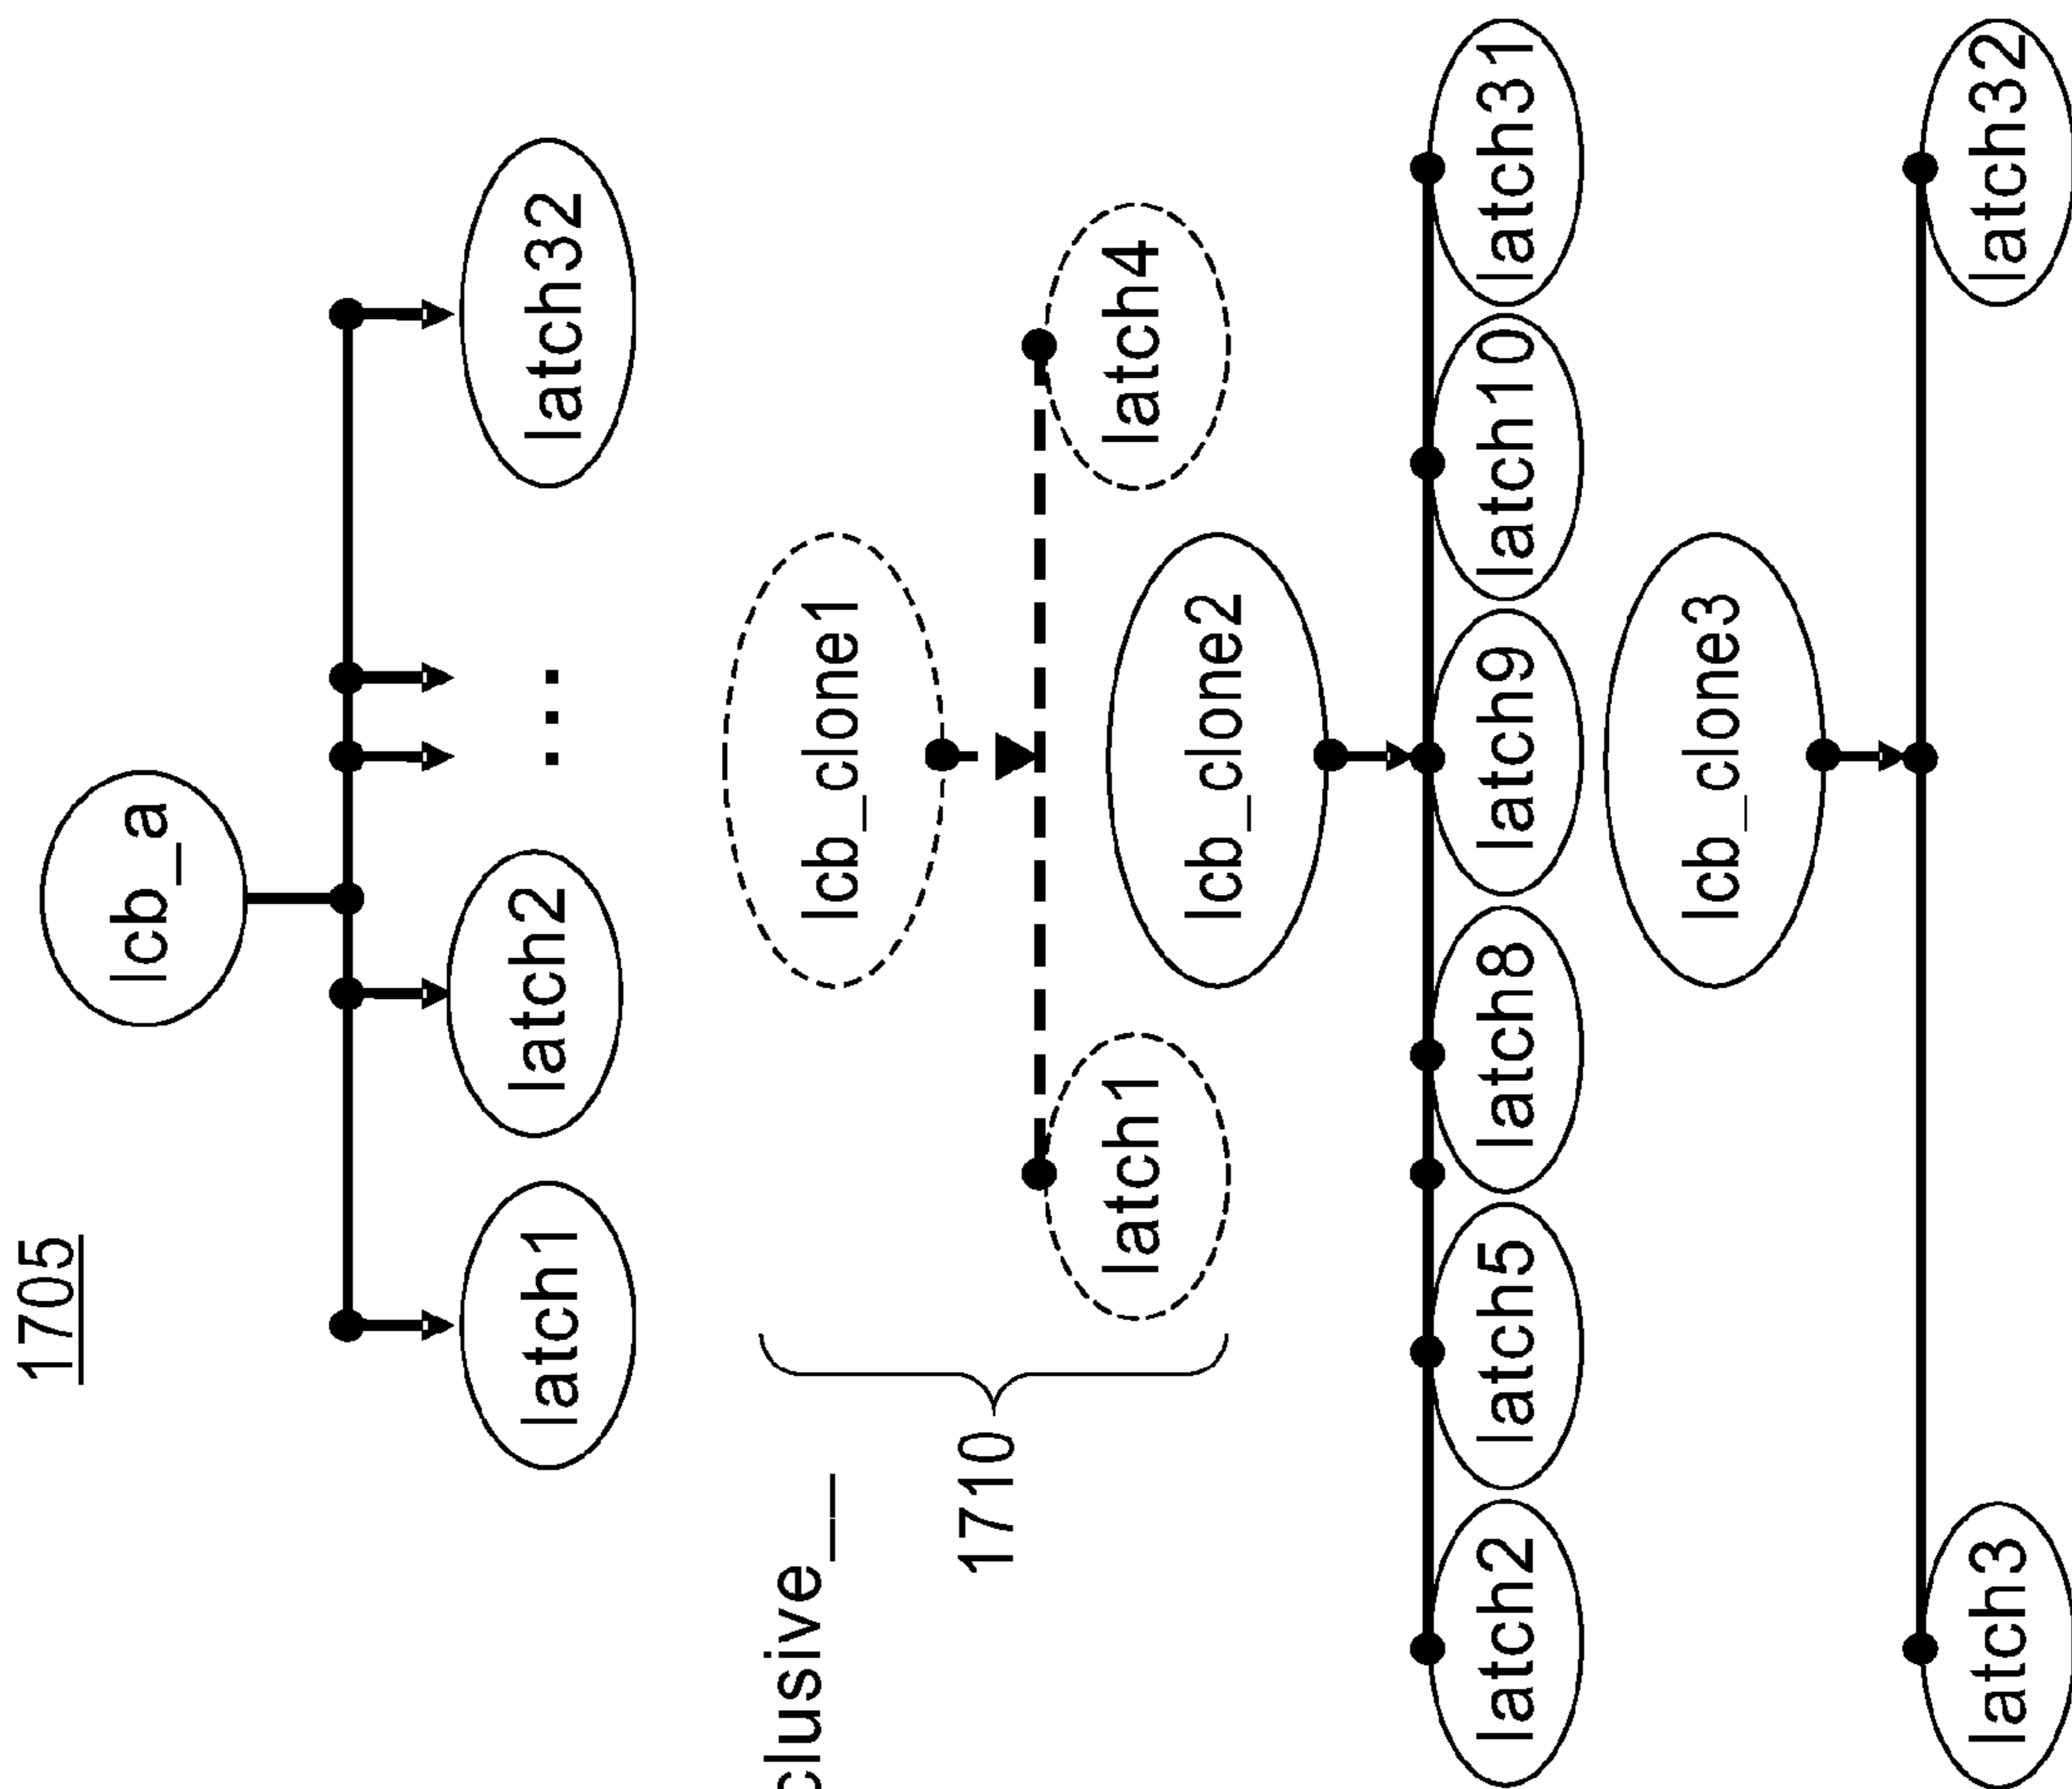 1705
lcb_a
latch1
latch2
...
latch32
clusive__
1710
lcb_clone1
latch1
latch4
lcb_clone2
latch2
latch5
latch8
latch9
latch10
latch31
lcb_clone3
latch3
latch32